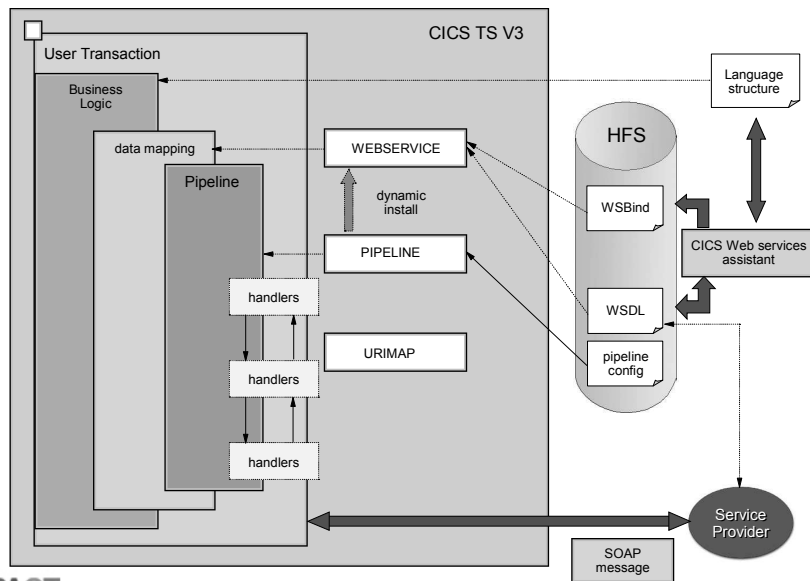 CICS TS V3
User Transaction
Business
Logic
data mapping
Pipeline
WEBSERVICE
dynamic
install
PIPELINE
URIMAP
handlers
handlers
handlers
HFS
WSBind
WSDL
pipeline
config
Language
structure
CICS Web services
assistant
Service
Provider
SOAP
message